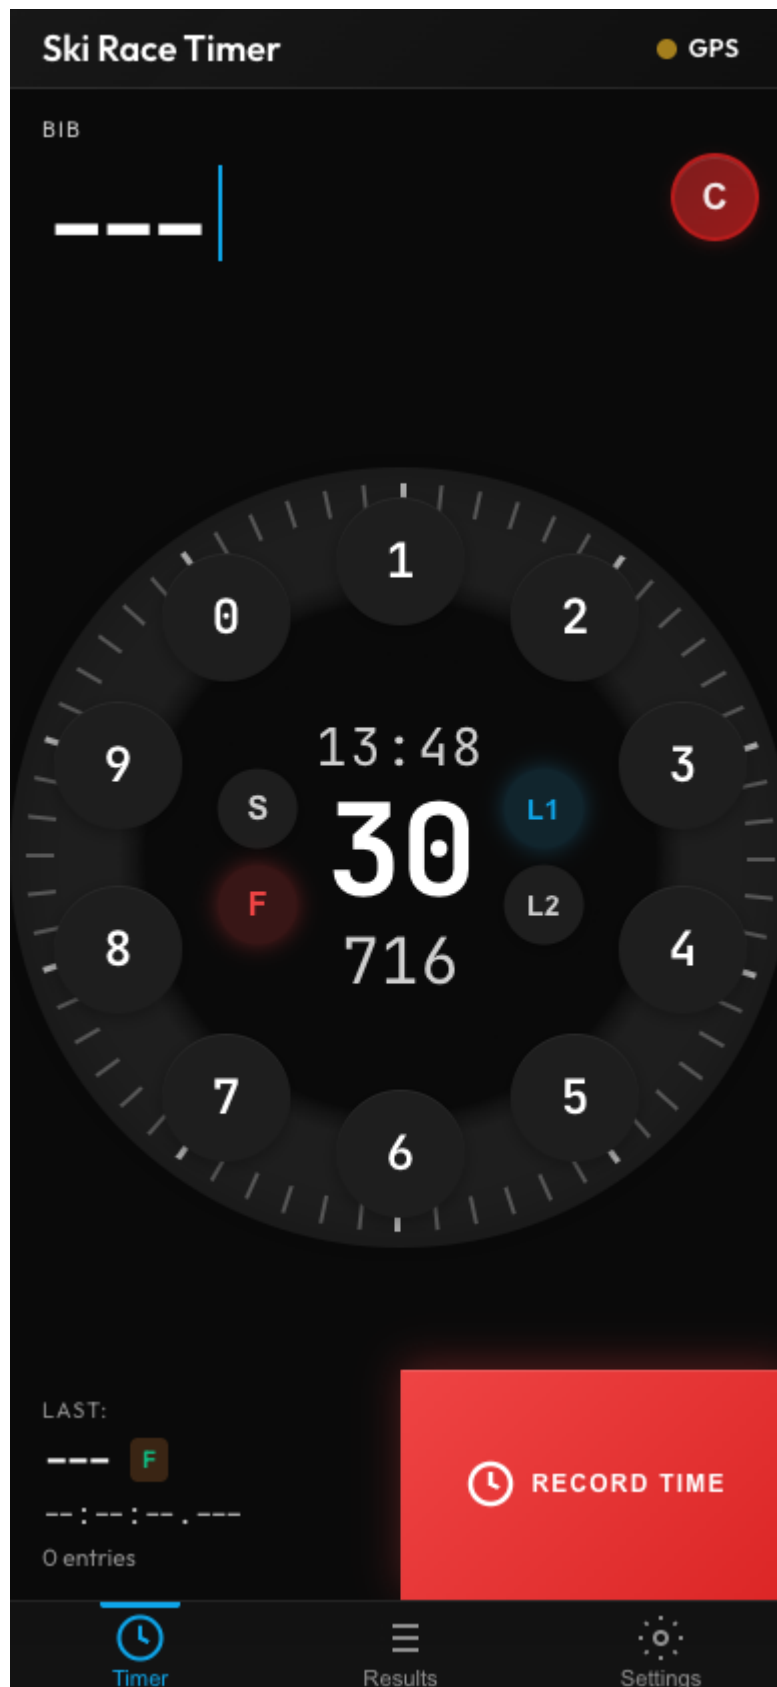 Ski Race Timer
GPS
BIB
---
C
1
0
2
9
3
13:48
S
L1
30
F
L2
8
4
716
7
5
6
LAST:
--- F
--:--:--.---
0 entries
RECORD TIME
Timer
Results
Settings